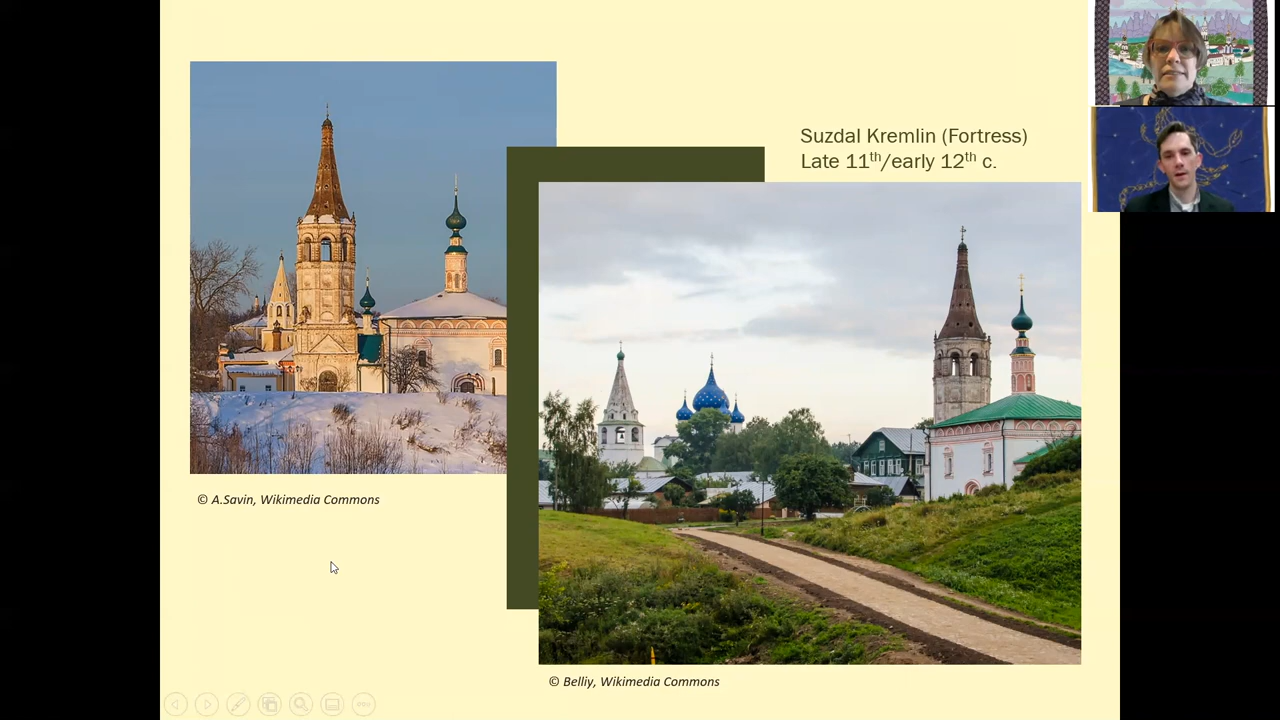 Suzdal Kremlin (Fortress)
Late 11th/early 12th c.
© A.Savin, Wikimedia Commons
© Belliy, Wikimedia Commons